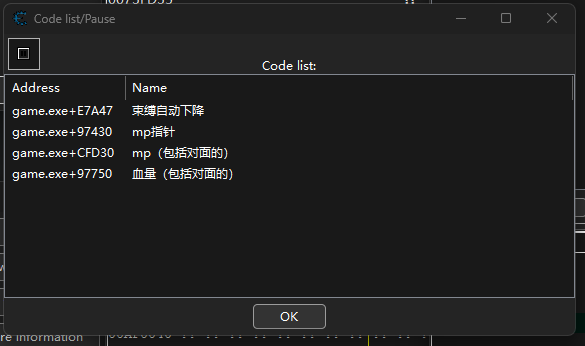 Code list/Pause
Code list:
Address Name
game.exe+E7A47 束缚自动下降
game.exe+97430 mp指针
game.exe+CFD30 mp（包括对面的）
game.exe+97750 血量（包括对面的）
OK
re information